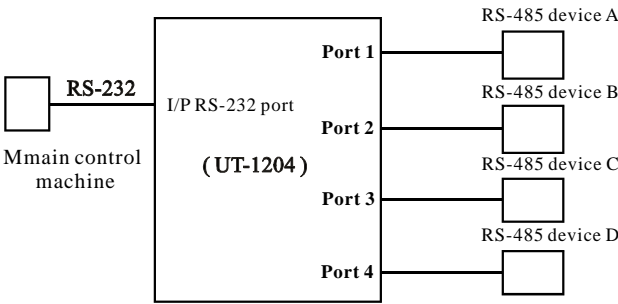 RS-485 device A
Port 1
RS-232
I/P RS-232 port
RS-485 device B
Port 2
Mmain control
machine
( UT-1204 )
RS-485 device C
Port 3
RS-485 device D
Port 4